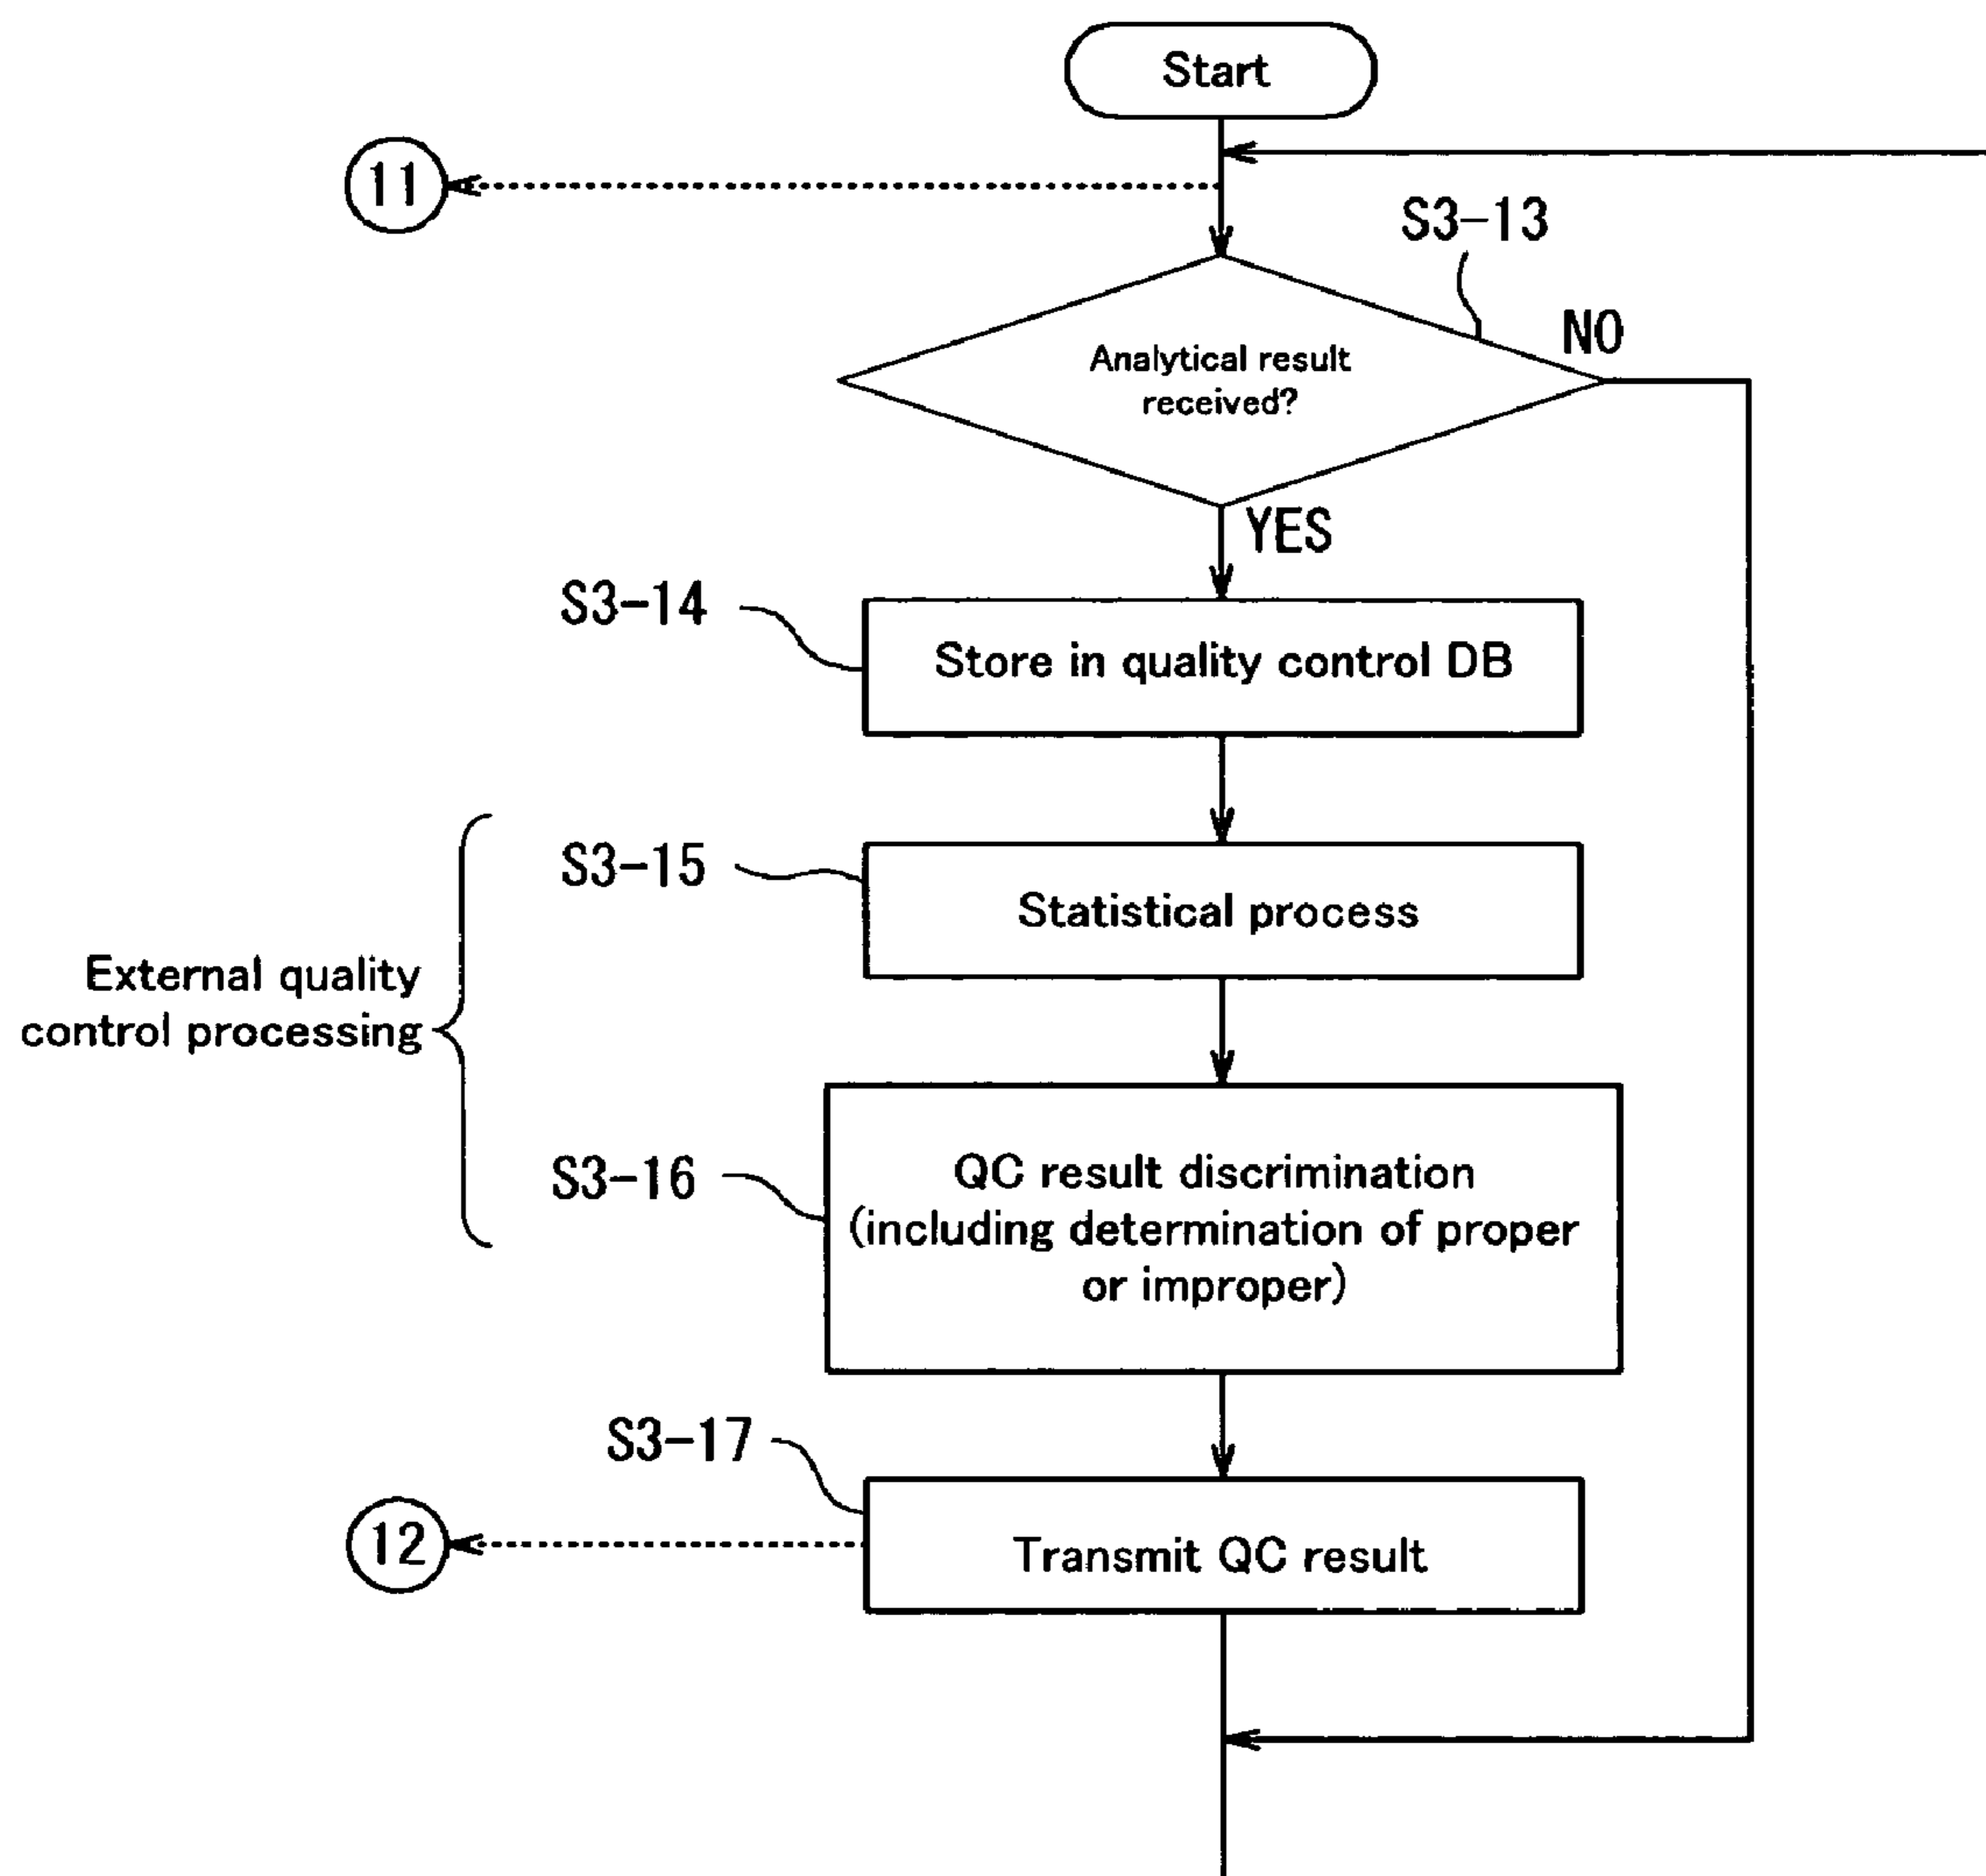 Start
11
S3-13
NO
Analytical result
received?
YES
S3-14
Store in quality control DB
S3-15
Statistical process
External quality
control processing
S3-16
QC result discrimination
(including determination of proper
or improper)
S3-17
12
Transmit QC result